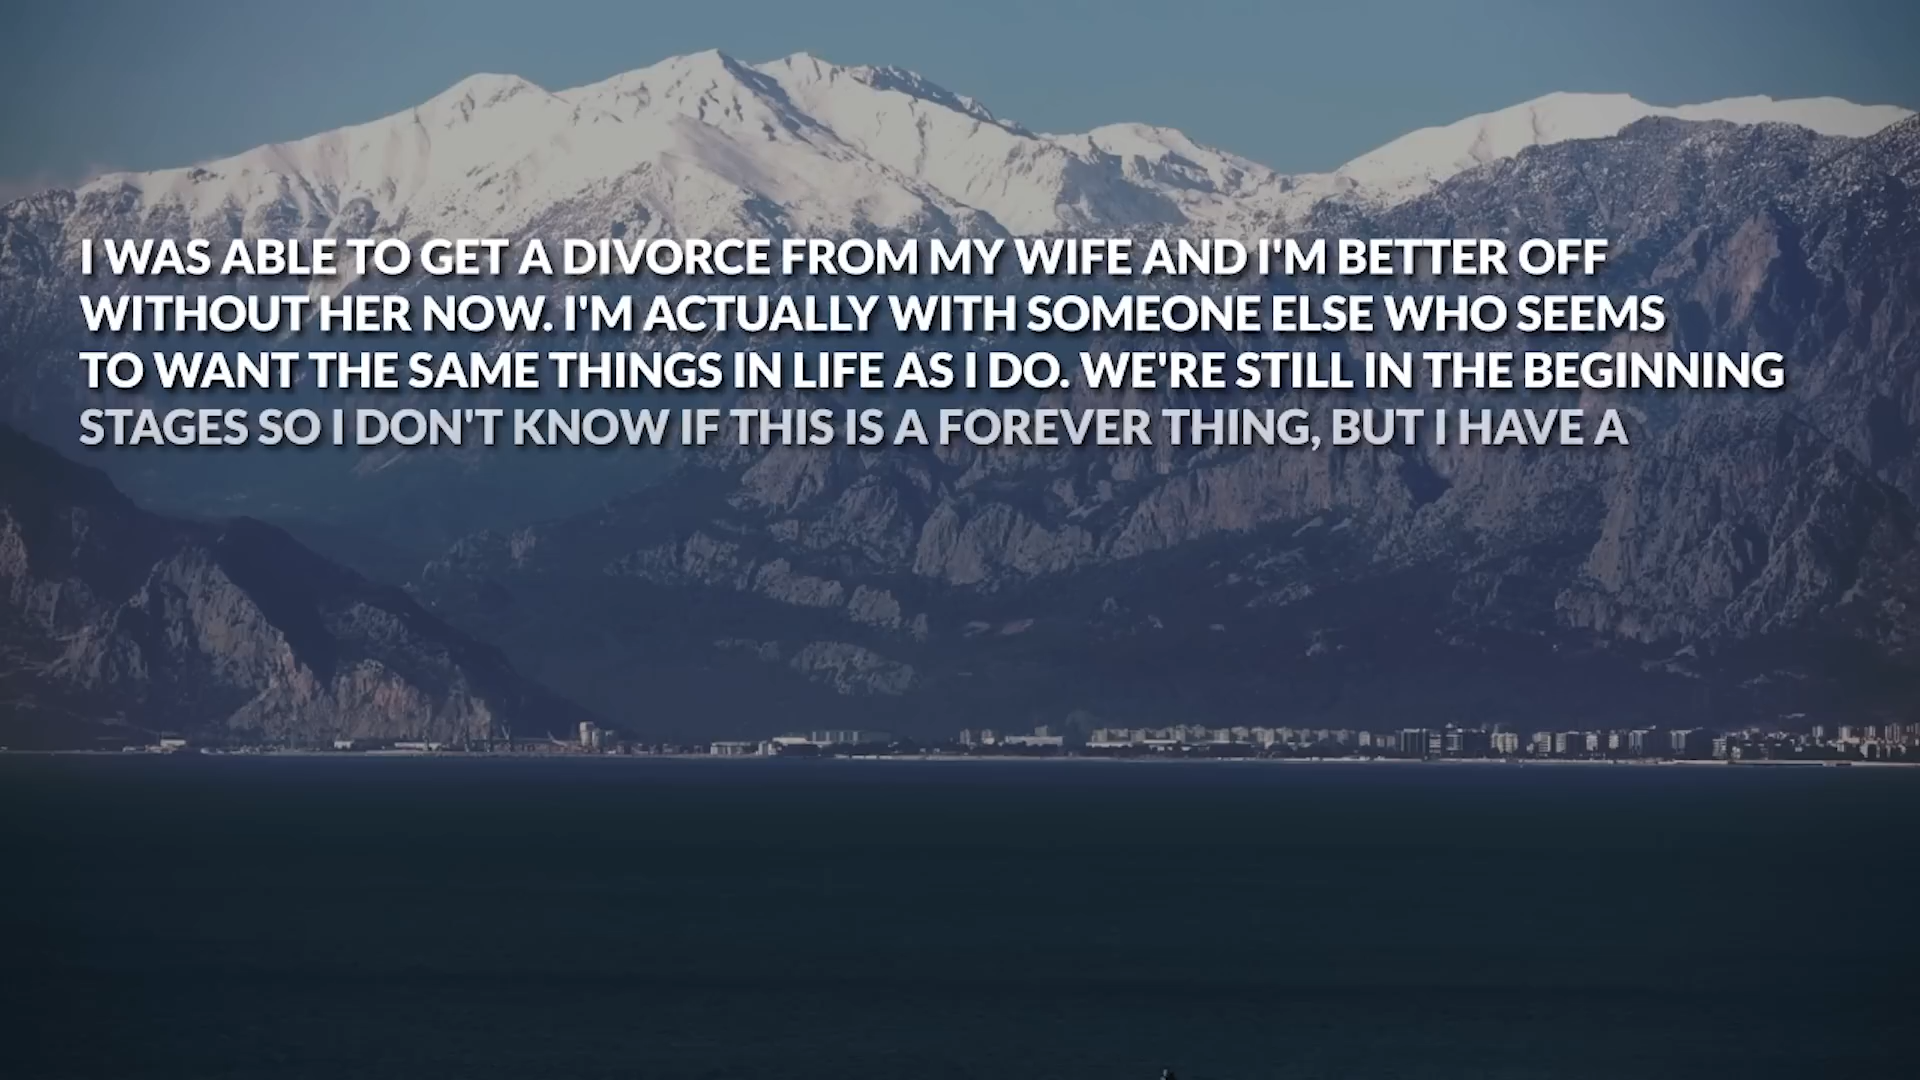 I WAS ABLE TO GET A DIVORCE FROM MY WIFE AND I'M BETTER OFF
WITHOUT HER NOW. I'M ACTUALLY WITH SOMEONE ELSE WHO SEEMS
TO WANT THE SAME THINGS IN LIFE AS I DO. WE'RE STILL IN THE BEGINNING
STAGES SO I DON'T KNOW IF THIS IS A FOREVER THING, BUT I HAVE A